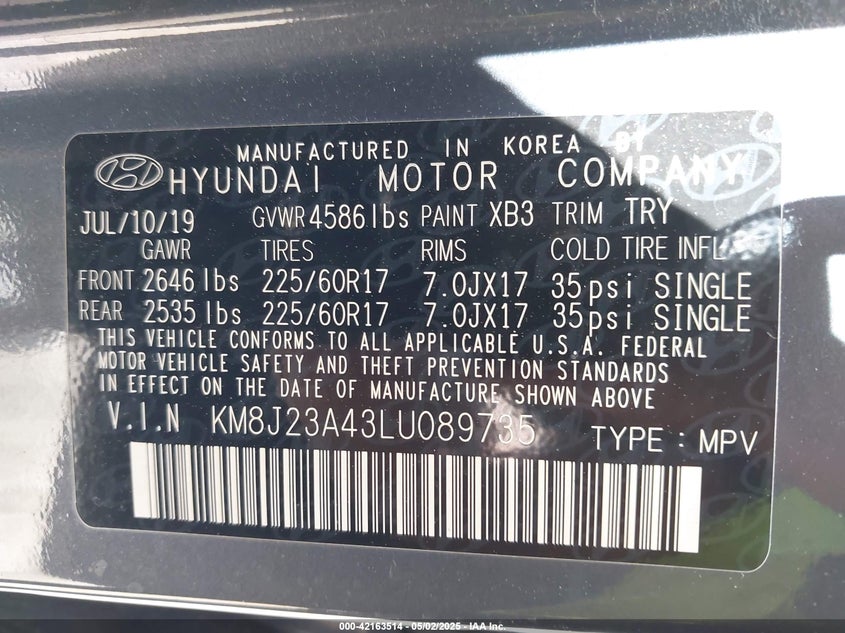 MANUFACTURED IN KOREA BY
HYUNDAI MOTOR COMPANY
JUL/10/19 GVWR 4586 lbs PAINT XB3 TRIM TRY
GAWR TIRES RIMS COLD TIRE INFL
FRONT 2646 lbs 225/60R17 7.0JX17 35psi SINGLE
REAR 2535 lbs 225/60R17 7.0JX17 35psi SINGLE
THIS VEHICLE CONFORMS TO ALL APPLICABLE U.S.A. FEDERAL
MOTOR VEHICLE SAFETY AND THEFT PREVENTION STANDARDS
IN EFFECT ON THE DATE OF MANUFACTURE SHOWN ABOVE
V.I.N KM8J23A43LU089735 TYPE : MPV
000-42163514 - 05/02/2025 - IAA Inc.